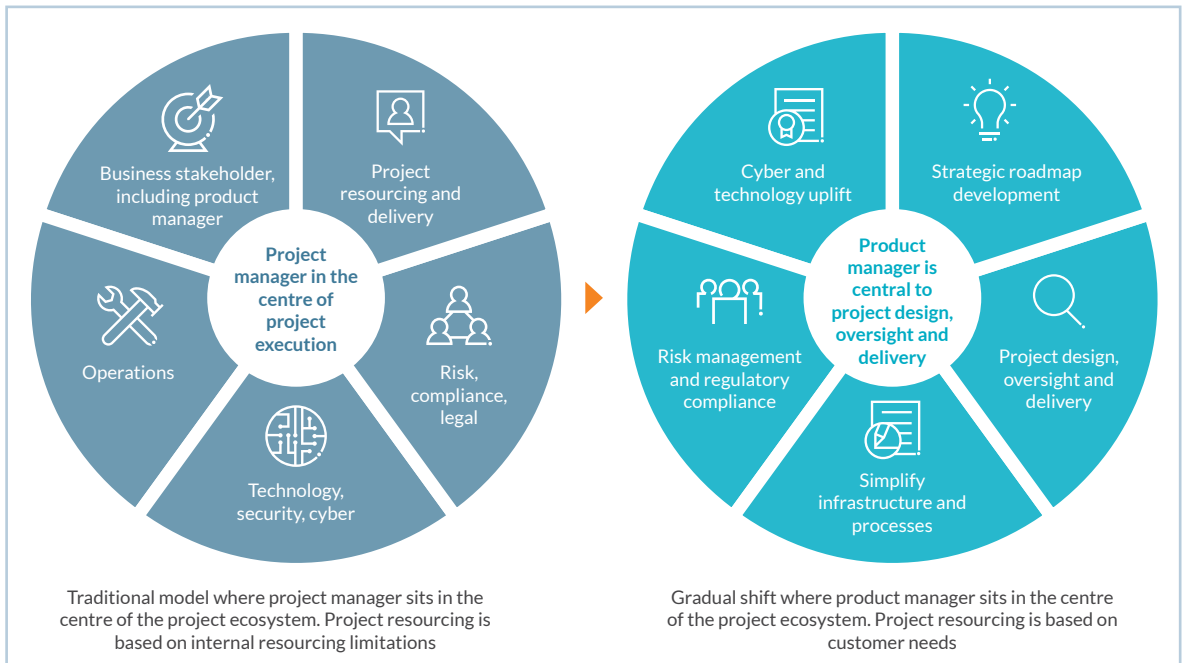 Business stakeholder,
including product
manager
Project
resourcing and
delivery
Operations
Project
manager in the
centre of
project
execution
Risk,
compliance,
legal
Technology,
security, cyber
Traditional model where project manager sits in the
centre of the project ecosystem. Project resourcing is
based on internal resourcing limitations
Cyber and
technology uplift
Strategic roadmap
development
Risk management
and regulatory
compliance
Product
manager is
central to
project design,
oversight and
delivery
Project design,
oversight and
delivery
Simplify
infrastructure and
processes
Gradual shift where product manager sits in the centre
of the project ecosystem. Project resourcing is based on
customer needs